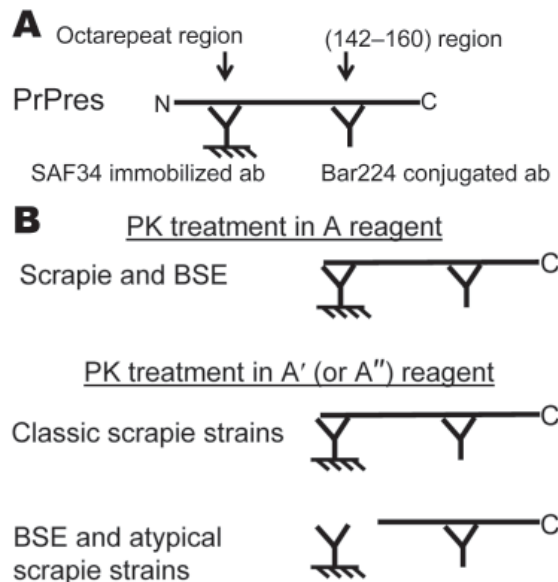 A
Octarepeat region
(142–160) region
PrPres
N
C
SAF34 immobilized ab
Bar224 conjugated ab
B
PK treatment in A reagent
Scrapie and BSE
C
PK treatment in A′ (or A″) reagent
Classic scrapie strains
C
BSE and atypical
scrapie strains
C